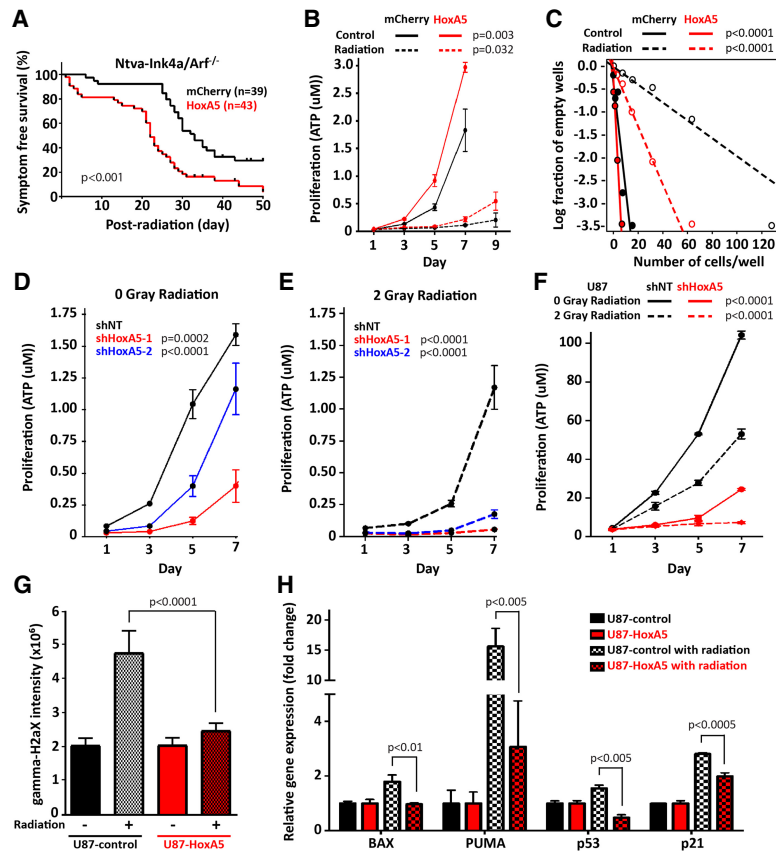 A
Ntva-Ink4a/Arf-/-
Symptom free survival (%)
100
80
60
40
20
0
mCherry (n=39)
HoxA5 (n=43)
p<0.001
0
10
20
30
40
50
Post-radiation (day)
B
mCherry HoxA5
Control p=0.003
Radiation p=0.032
Proliferation (ATP (uM))
3.0
2.5
2.0
1.5
1.0
0.5
0
1 3 5 7 9
Day
C
mCherry HoxA5
Control p<0.0001
Radiation p<0.0001
Log fraction of empty wells
0
-0.5
-1.0
-1.5
-2.0
-2.5
-3.0
-3.5
0 20 40 60 80 100 120
Number of cells/well
D
0 Gray Radiation
shNT
shHoxA5-1 p=0.0002
shHoxA5-2 p<0.0001
Proliferation (ATP (uM))
1.75
1.50
1.25
1.00
0.75
0.50
0.25
0
1 3 5 7
Day
E
2 Gray Radiation
shNT
shHoxA5-1 p<0.0001
shHoxA5-2 p<0.0001
Proliferation (ATP (uM))
1.75
1.50
1.25
1.00
0.75
0.50
0.25
0
1 3 5 7
Day
F
U87 shNT shHoxA5
0 Gray Radiation p<0.0001
2 Gray Radiation p<0.0001
Proliferation (ATP (uM))
100
80
60
40
20
0
1 3 5 7
Day
G
p<0.0001
gamma-H2aX intensity (x10⁶)
6
5
4
3
2
1
0
Radiation - + - +
U87-control U87-HoxA5
H
Relative gene expression (fold change)
20
15
10
4
2
1
0
p<0.01
p<0.005
p<0.005
p<0.0005
U87-control
U87-HoxA5
U87-control with radiation
U87-HoxA5 with radiation
BAX PUMA p53 p21